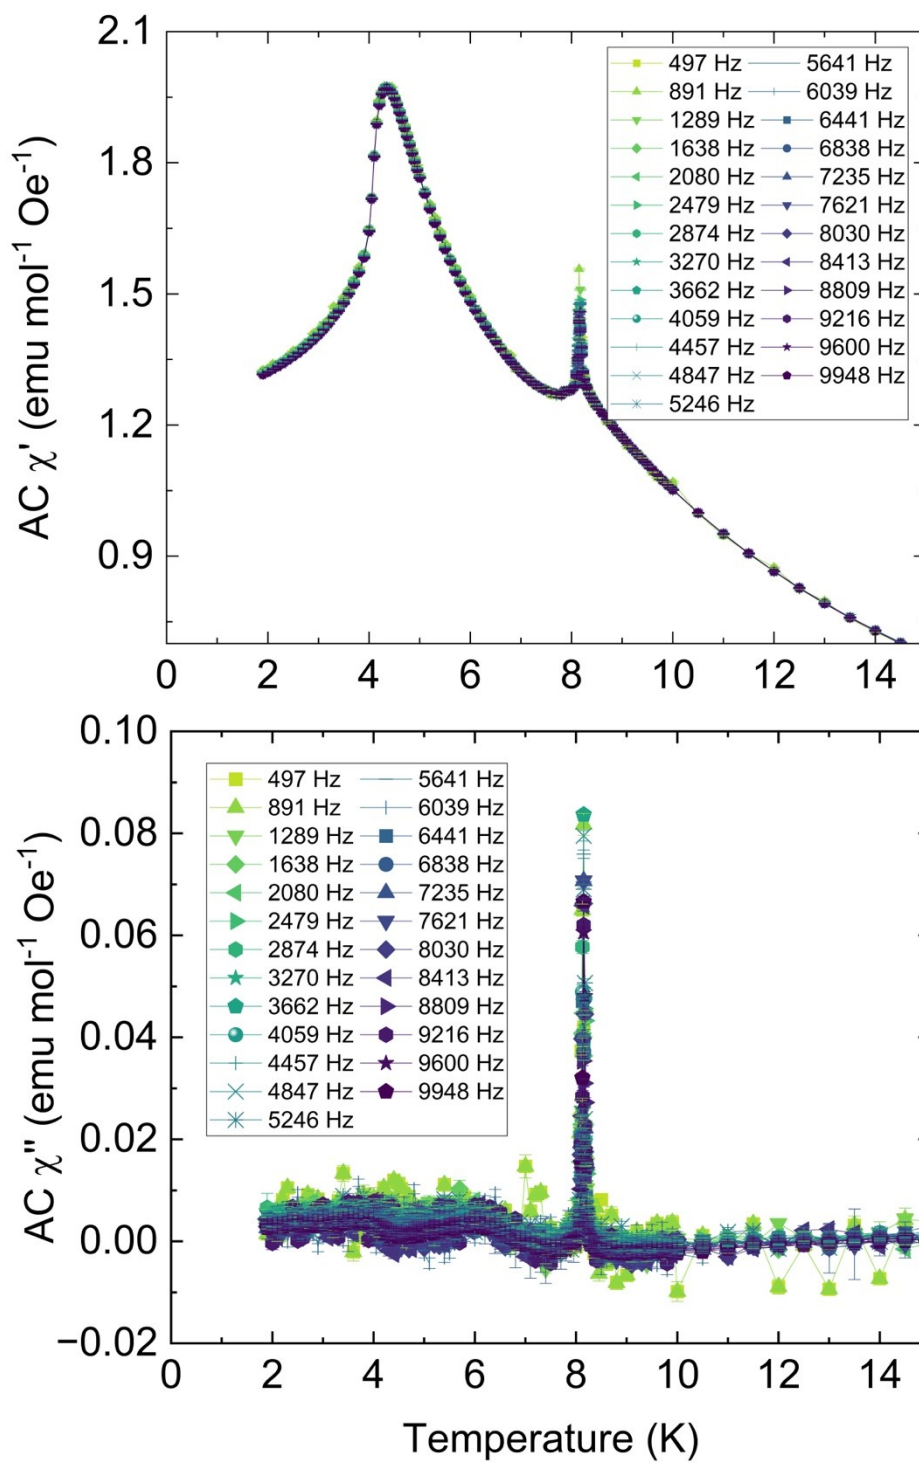 2.1
1.8
1.5
1.2
0.9
AC χ' (emu mol⁻¹ Oe⁻¹)
497 Hz 5641 Hz
891 Hz 6039 Hz
1289 Hz 6441 Hz
1638 Hz 6838 Hz
2080 Hz 7235 Hz
2479 Hz 7621 Hz
2874 Hz 8030 Hz
3270 Hz 8413 Hz
3662 Hz 8809 Hz
4059 Hz 9216 Hz
4457 Hz 9600 Hz
4847 Hz 9948 Hz
5246 Hz
0 2 4 6 8 10 12 14
0.10
0.08
0.06
0.04
0.02
0.00
−0.02
AC χ" (emu mol⁻¹ Oe⁻¹)
497 Hz 5641 Hz
891 Hz 6039 Hz
1289 Hz 6441 Hz
1638 Hz 6838 Hz
2080 Hz 7235 Hz
2479 Hz 7621 Hz
2874 Hz 8030 Hz
3270 Hz 8413 Hz
3662 Hz 8809 Hz
4059 Hz 9216 Hz
4457 Hz 9600 Hz
4847 Hz 9948 Hz
5246 Hz
0 2 4 6 8 10 12 14
Temperature (K)